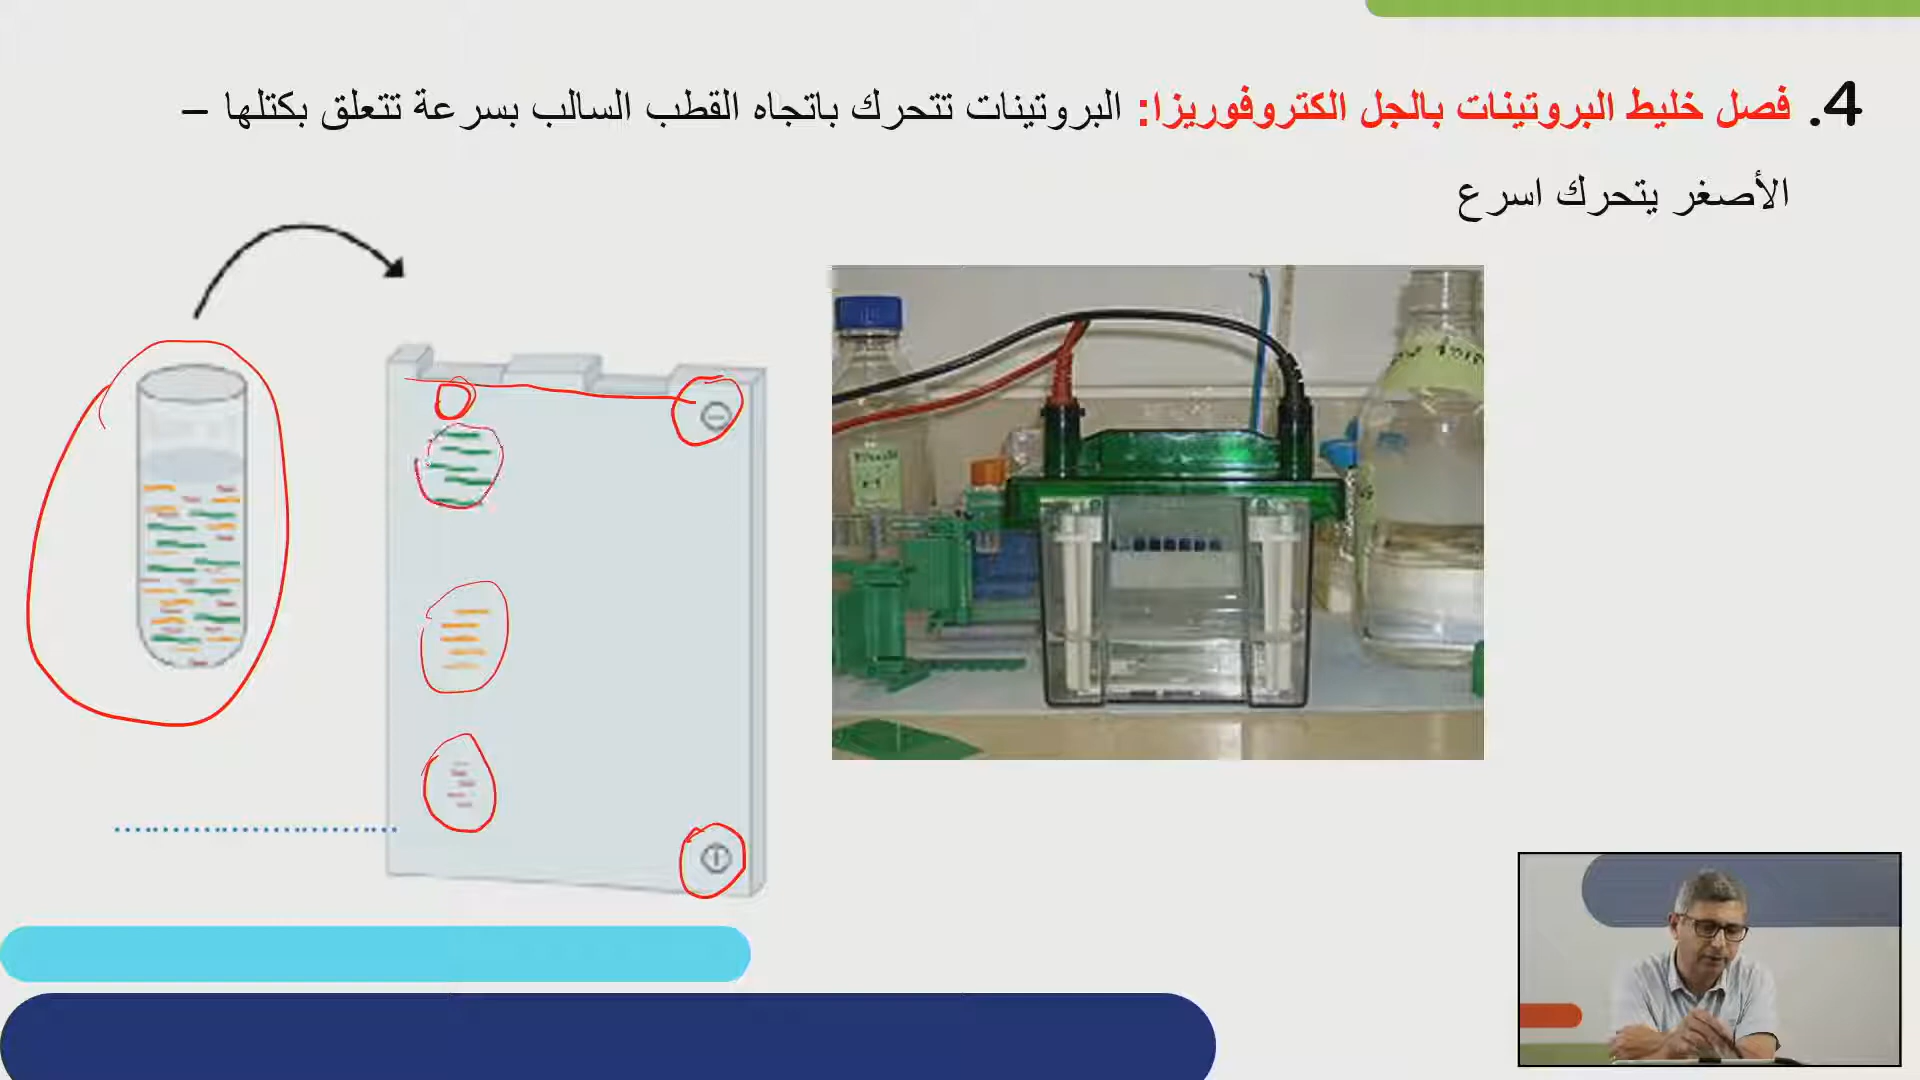 4. فصل خليط البروتينات بالجل الكتروفوريزا: البروتينات تتحرك باتجاه القطب السالب بسرعة تتعلق بكتلها –
الأصغر يتحرك اسرع